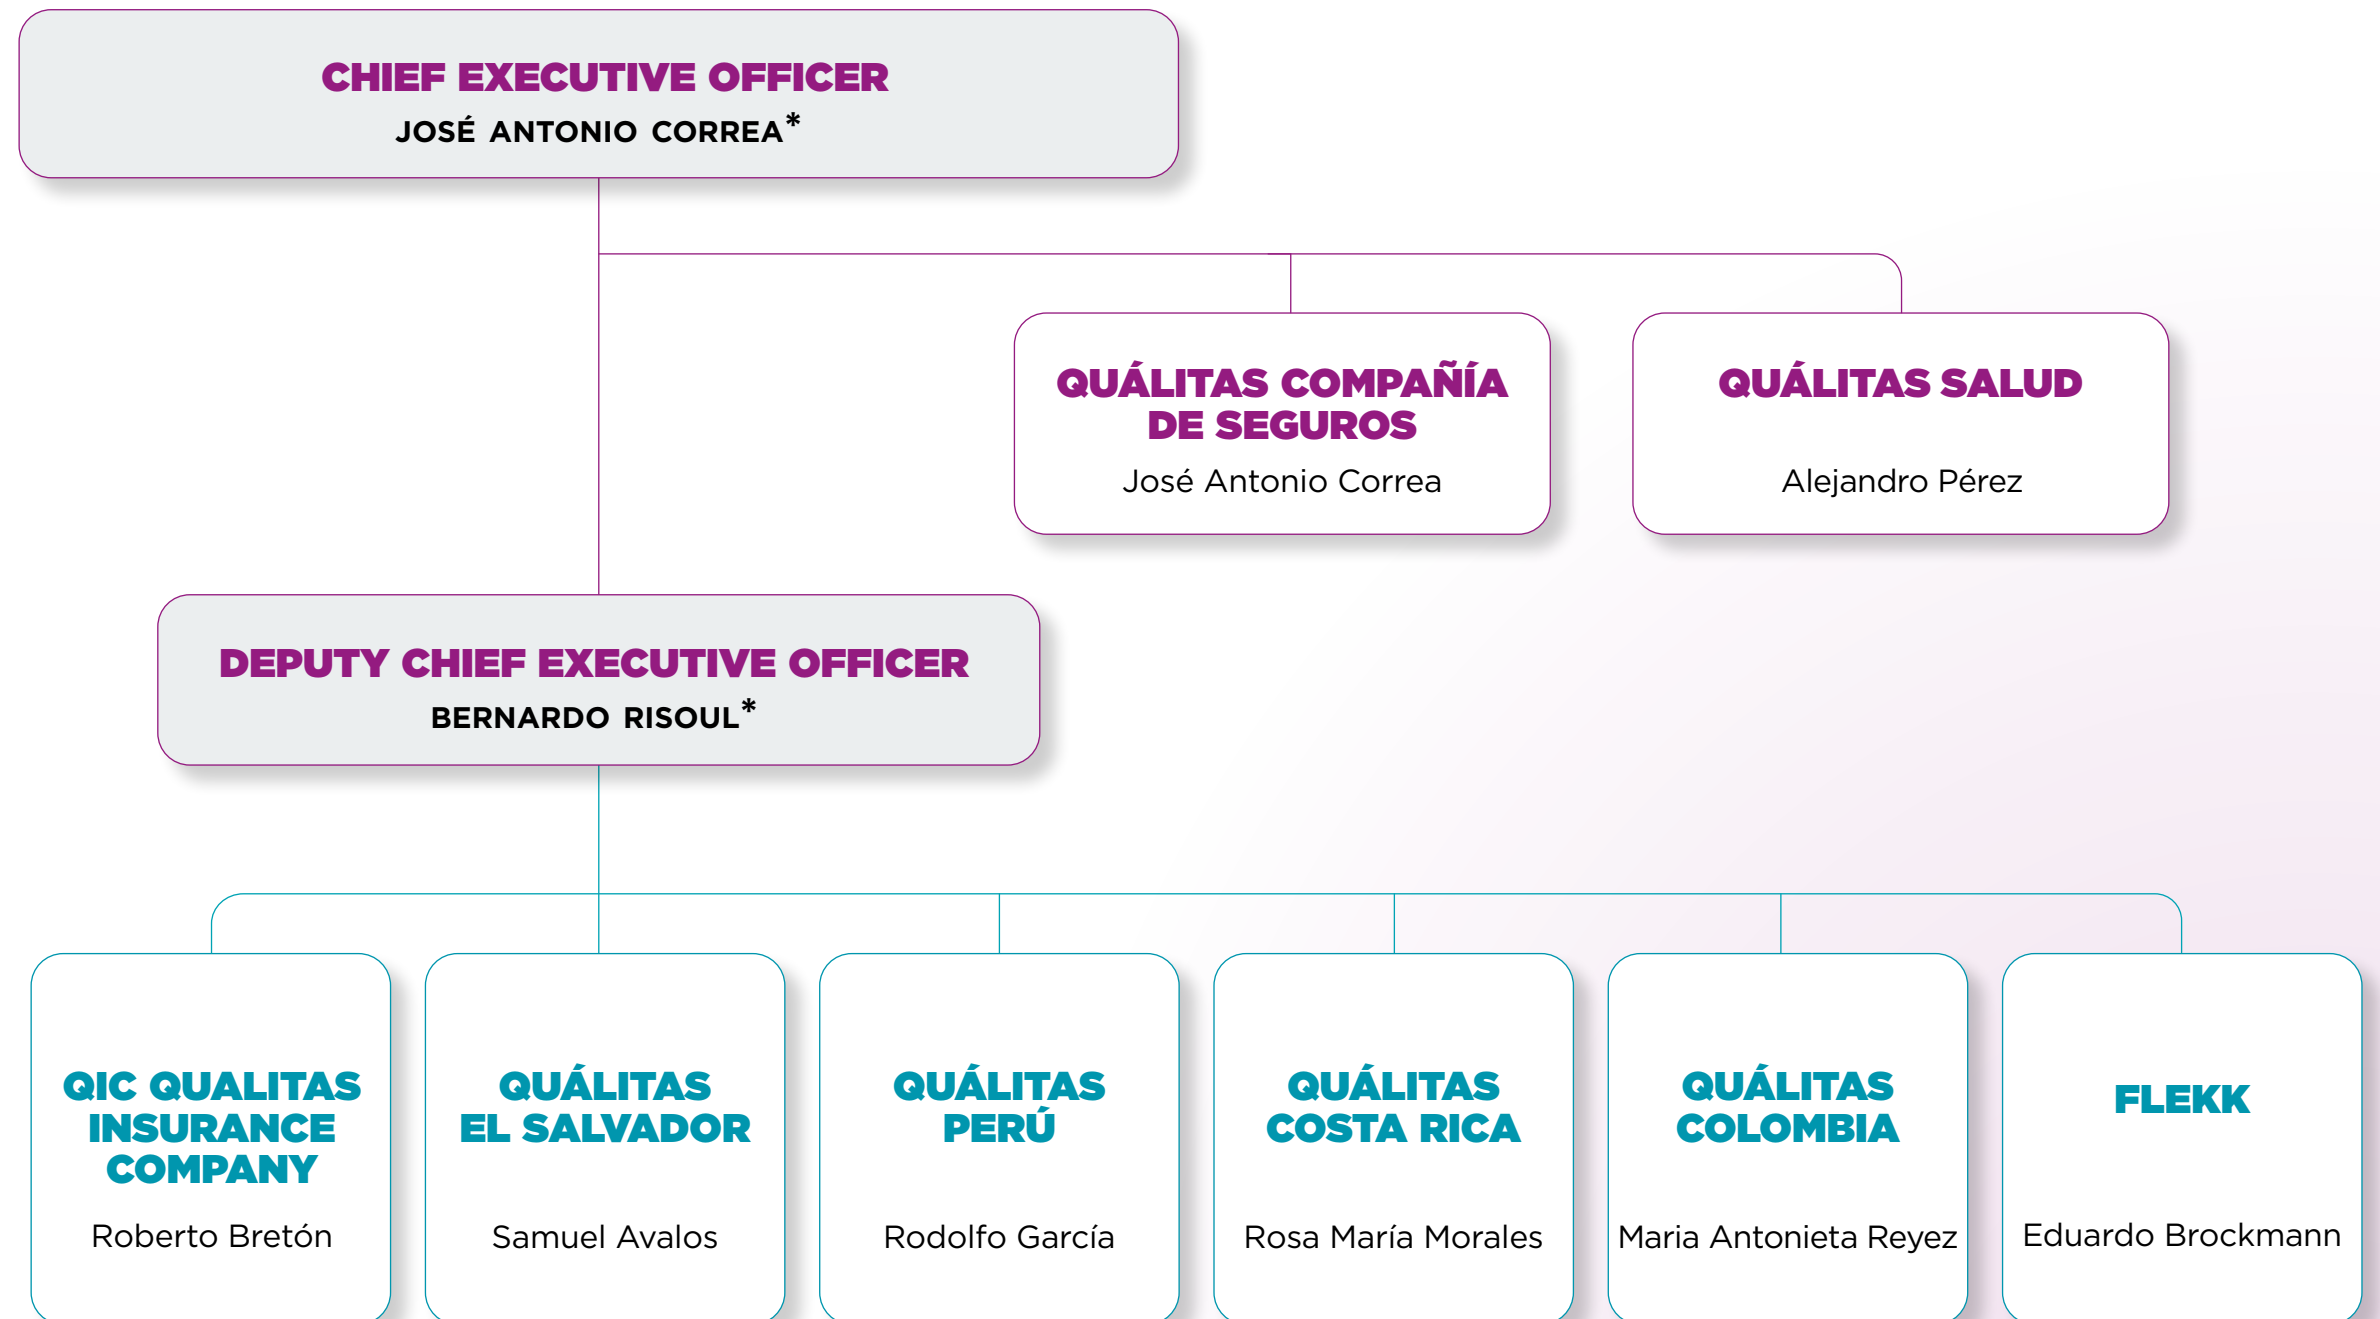 CHIEF EXECUTIVE OFFICER
JOSÉ ANTONIO CORREA*
QUÁLITAS COMPAÑÍA
DE SEGUROS
José Antonio Correa
QUÁLITAS SALUD
Alejandro Pérez
DEPUTY CHIEF EXECUTIVE OFFICER
BERNARDO RISOUL*
QIC QUALITAS
INSURANCE
COMPANY
Roberto Bretón
QUÁLITAS
EL SALVADOR
Samuel Avalos
QUÁLITAS
PERÚ
Rodolfo García
QUÁLITAS
COSTA RICA
Rosa María Morales
QUÁLITAS
COLOMBIA
Maria Antonieta Reyez
FLEKK
Eduardo Brockmann